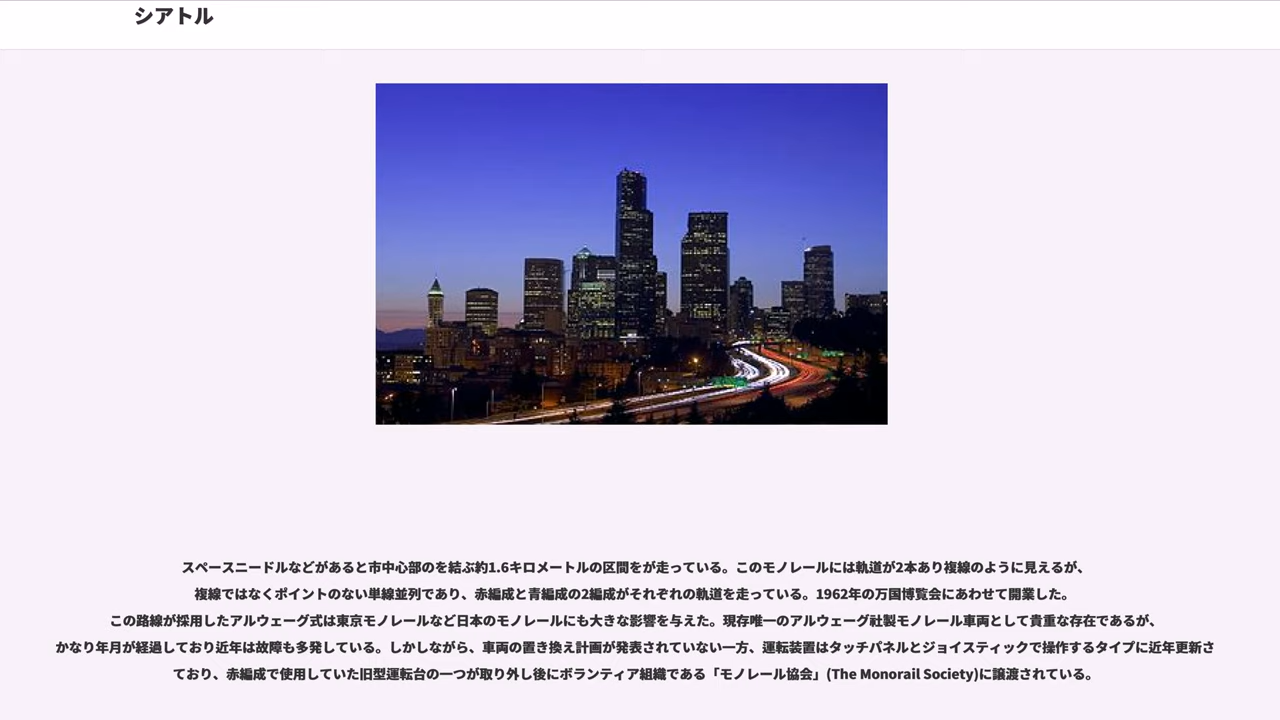 シアトル
スペースニードルなどがあると市中心部のを結ぶ約1.6キロメートルの区間をが走っている。このモノレールには軌道が2本あり複線のように見えるが、
複線ではなくポイントのない単線並列であり、赤編成と青編成の2編成がそれぞれの軌道を走っている。1962年の万国博覧会にあわせて開業した。
この路線が採用したアルウェーグ式は東京モノレールなど日本のモノレールにも大きな影響を与えた。現存唯一のアルウェーグ社製モノレール車両として貴重な存在であるが、
かなり年月が経過しており近年は故障も多発している。しかしながら、車両の置き換え計画が発表されていない一方、運転装置はタッチパネルとジョイスティックで操作するタイプに近年更新さ
ており、赤編成で使用していた旧型運転台の一つが取り外し後にボランティア組織である「モノレール協会」(The Monorail Society)に譲渡されている。